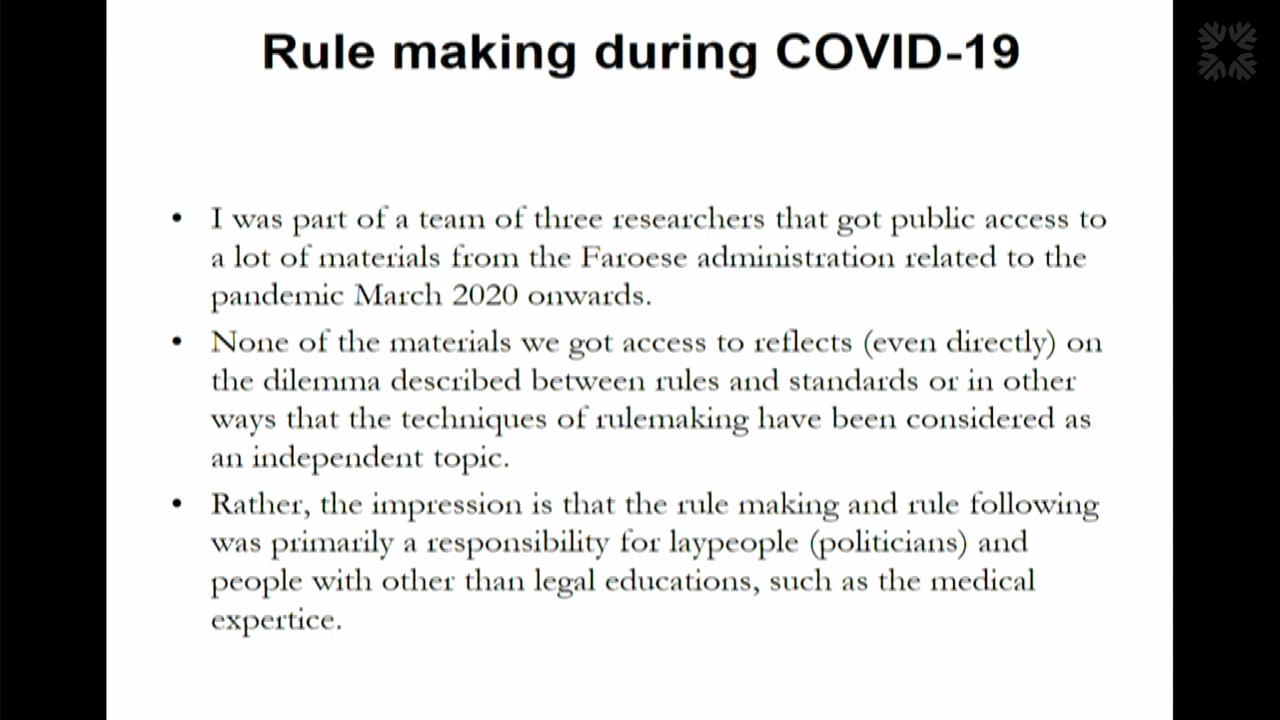 Rule making during COVID-19
• I was part of a team of three researchers that got public access to
a lot of materials from the Faroese administration related to the
pandemic March 2020 onwards.
• None of the materials we got access to reflects (even directly) on
the dilemma described between rules and standards or in other
ways that the techniques of rulemaking have been considered as
an independent topic.
• Rather, the impression is that the rule making and rule following
was primarily a responsibility for laypeople (politicians) and
people with other than legal educations, such as the medical
expertice.